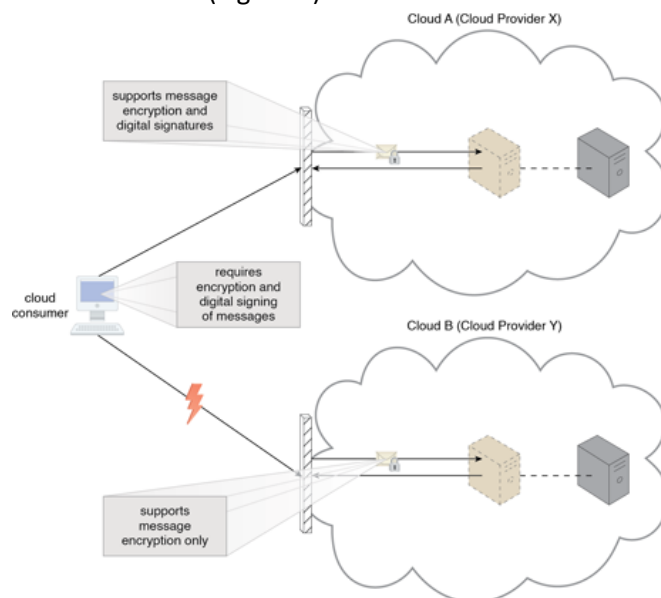 Cloud A (Cloud Provider X)
supports message
encryption and
digital signatures
requires
encryption and
digital signing
of messages
cloud
consumer
Cloud B (Cloud Provider Y)
supports
message
encryption only